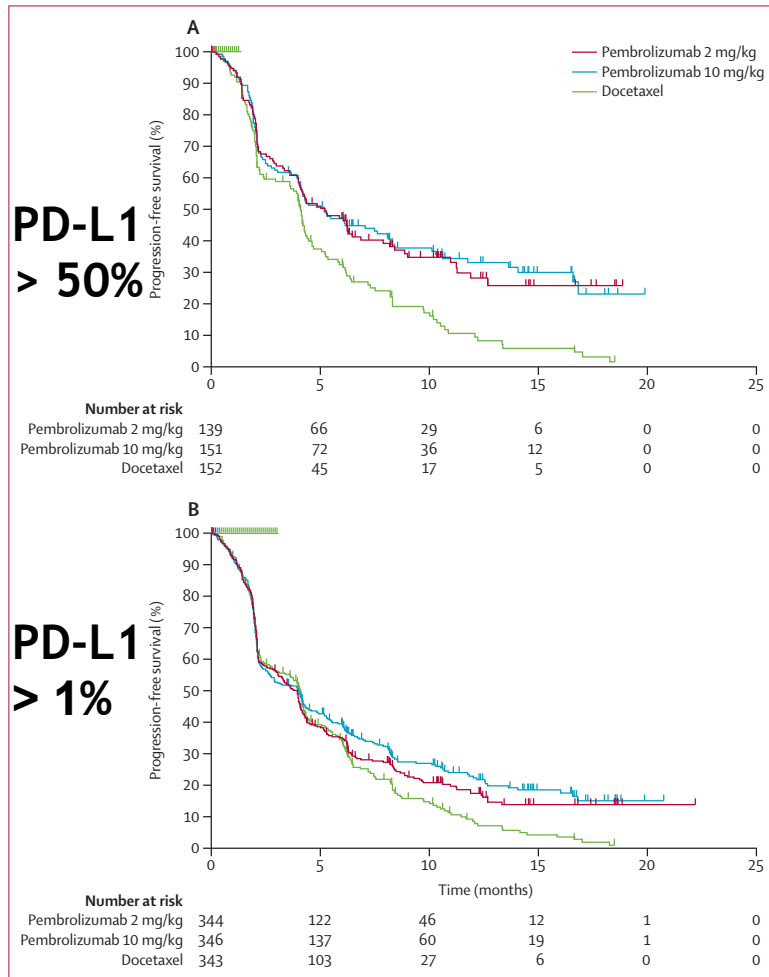 A
Pembrolizumab 2 mg/kg
Pembrolizumab 10 mg/kg
Docetaxel
PD-L1
> 50%
Progression-free survival (%)
100
90
80
70
60
50
40
30
20
10
0
0 5 10 15 20 25
Number at risk
Pembrolizumab 2 mg/kg 139 66 29 6 0 0
Pembrolizumab 10 mg/kg 151 72 36 12 0 0
Docetaxel 152 45 17 5 0 0
B
PD-L1
> 1%
Progression-free survival (%)
100
90
80
70
60
50
40
30
20
10
0
0 5 10 15 20 25
Time (months)
Number at risk
Pembrolizumab 2 mg/kg 344 122 46 12 1 0
Pembrolizumab 10 mg/kg 346 137 60 19 1 0
Docetaxel 343 103 27 6 0 0